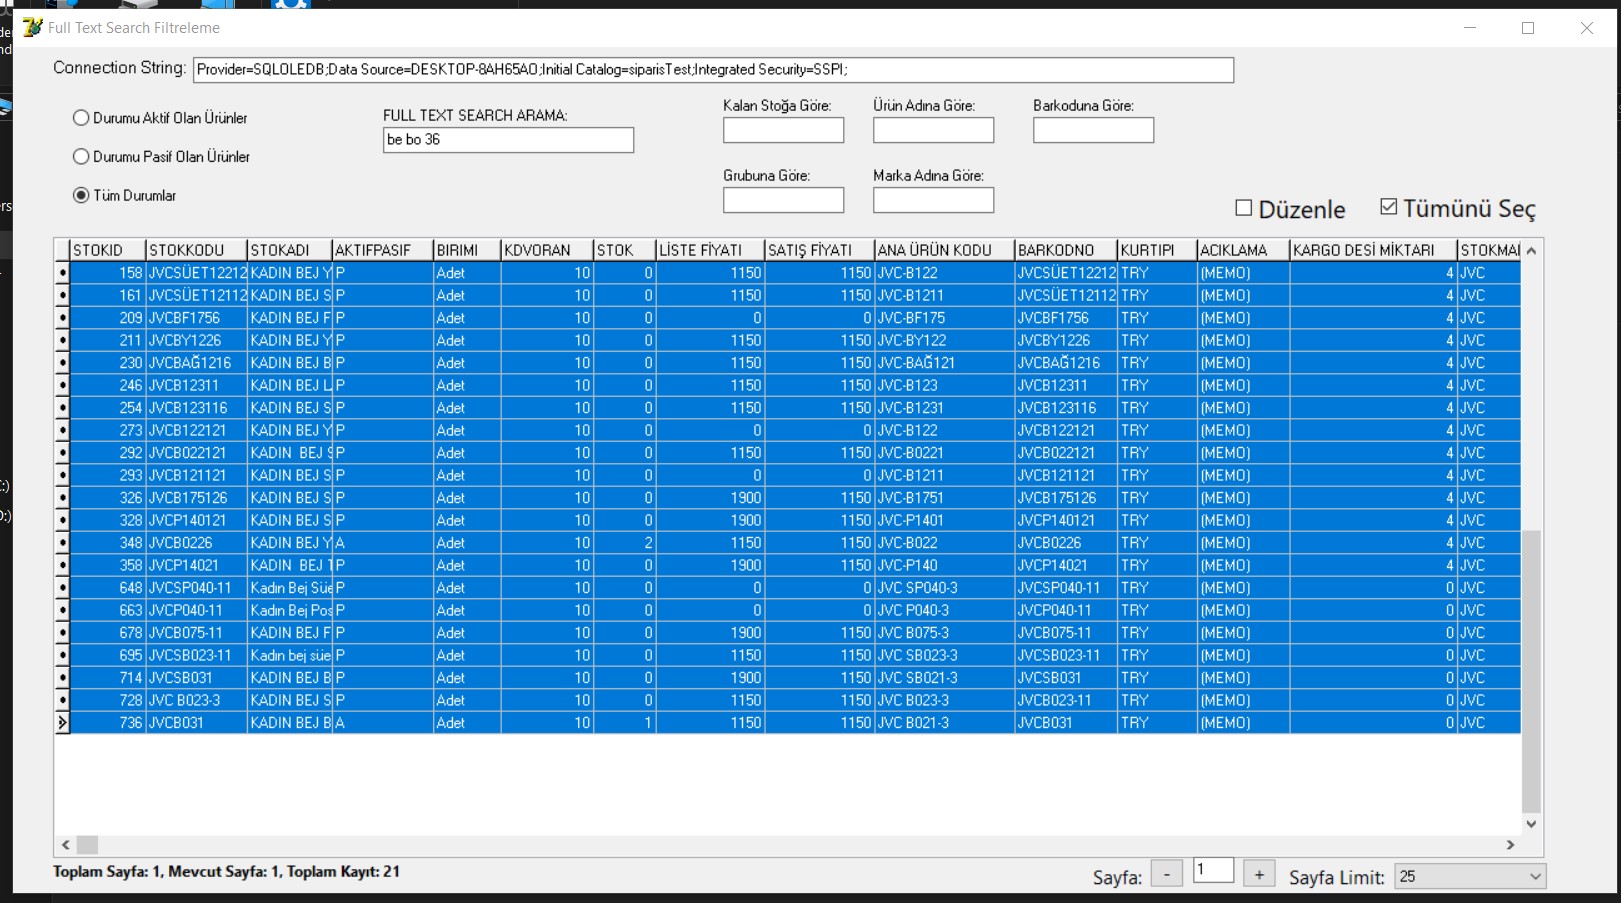 Full Text Search Filtreleme
Connection String: Provider=SQLOLEDB;Data Source=DESKTOP-8AH65AO;Initial Catalog=siparisTest;Integrated Security=SSPI;
Durumu Aktif Olan Ürünler
Durumu Pasif Olan Ürünler
Tüm Durumlar
FULL TEXT SEARCH ARAMA:
be bo 36
Kalan Stoğa Göre: Ürün Adına Göre: Barkoduna Göre:
Grubuna Göre: Marka Adına Göre:
Düzenle Tümünü Seç
STOKID STOKKODU STOKADI AKTIFPASIF BIRIMI KDVORAN STOK LİSTE FİYATI SATIŞ FİYATI ANA ÜRÜN KODU BARKODNO KURTIPI ACIKLAMA KARGO DESİ MİKTARI STOKMAI
158 JVCSÜET12212 KADIN BEJ Y P Adet 10 0 1150 1150 JVC-B122 JVCSÜET12212 TRY (MEMO) 4 JVC
161 JVCSÜET12112 KADIN BEJ S P Adet 10 0 1150 1150 JVC-B1211 JVCSÜET12112 TRY (MEMO) 4 JVC
209 JVCBF1756 KADIN BEJ F P Adet 10 0 0 0 JVC-BF175 JVCBF1756 TRY (MEMO) 4 JVC
211 JVCBY1226 KADIN BEJ Y P Adet 10 0 1150 1150 JVC-BY122 JVCBY1226 TRY (MEMO) 4 JVC
230 JVCBAĞ1216 KADIN BEJ B P Adet 10 0 1150 1150 JVC-BAĞ121 JVCBAĞ1216 TRY (MEMO) 4 JVC
246 JVCB12311 KADIN BEJ L P Adet 10 0 1150 1150 JVC-B123 JVCB12311 TRY (MEMO) 4 JVC
254 JVCB123116 KADIN BEJ S P Adet 10 0 1150 1150 JVC-B1231 JVCB123116 TRY (MEMO) 4 JVC
273 JVCB122121 KADIN BEJ Y P Adet 10 0 0 0 JVC-B122 JVCB122121 TRY (MEMO) 4 JVC
292 JVCB022121 KADIN BEJ S P Adet 10 0 1150 1150 JVC-B0221 JVCB022121 TRY (MEMO) 4 JVC
293 JVCB121121 KADIN BEJ S P Adet 10 0 0 0 JVC-B1211 JVCB121121 TRY (MEMO) 4 JVC
326 JVCB175126 KADIN BEJ S P Adet 10 0 1900 1150 JVC-B1751 JVCB175126 TRY (MEMO) 4 JVC
328 JVCP140121 KADIN BEJ S P Adet 10 0 1900 1150 JVC-P1401 JVCP140121 TRY (MEMO) 4 JVC
348 JVCB0226 KADIN BEJ Y A Adet 10 2 1150 1150 JVC-B022 JVCB0226 TRY (MEMO) 4 JVC
358 JVCP14021 KADIN BEJ T P Adet 10 0 1900 1150 JVC-P140 JVCP14021 TRY (MEMO) 4 JVC
648 JVCSP040-11 Kadın Bej Süe P Adet 10 0 0 0 JVC SP040-3 JVCSP040-11 TRY (MEMO) 0 JVC
663 JVCP040-11 Kadın Bej Pos P Adet 10 0 0 0 JVC P040-3 JVCP040-11 TRY (MEMO) 0 JVC
678 JVCB075-11 KADIN BEJ F P Adet 10 0 1900 1150 JVC B075-3 JVCB075-11 TRY (MEMO) 0 JVC
695 JVCSB023-11 Kadın bej süe P Adet 10 0 1150 1150 JVC SB023-3 JVCSB023-11 TRY (MEMO) 0 JVC
714 JVCSB031 KADIN BEJ B P Adet 10 0 1900 1150 JVC SB021-3 JVCSB031 TRY (MEMO) 0 JVC
728 JVC B023-3 KADIN BEJ S P Adet 10 0 1150 1150 JVC B023-3 JVCB023-11 TRY (MEMO) 0 JVC
736 JVCB031 KADIN BEJ B A Adet 10 1 1150 1150 JVC B021-3 JVCB031 TRY (MEMO) 0 JVC
Toplam Sayfa: 1, Mevcut Sayfa: 1, Toplam Kayıt: 21
Sayfa: - 1 + Sayfa Limit: 25